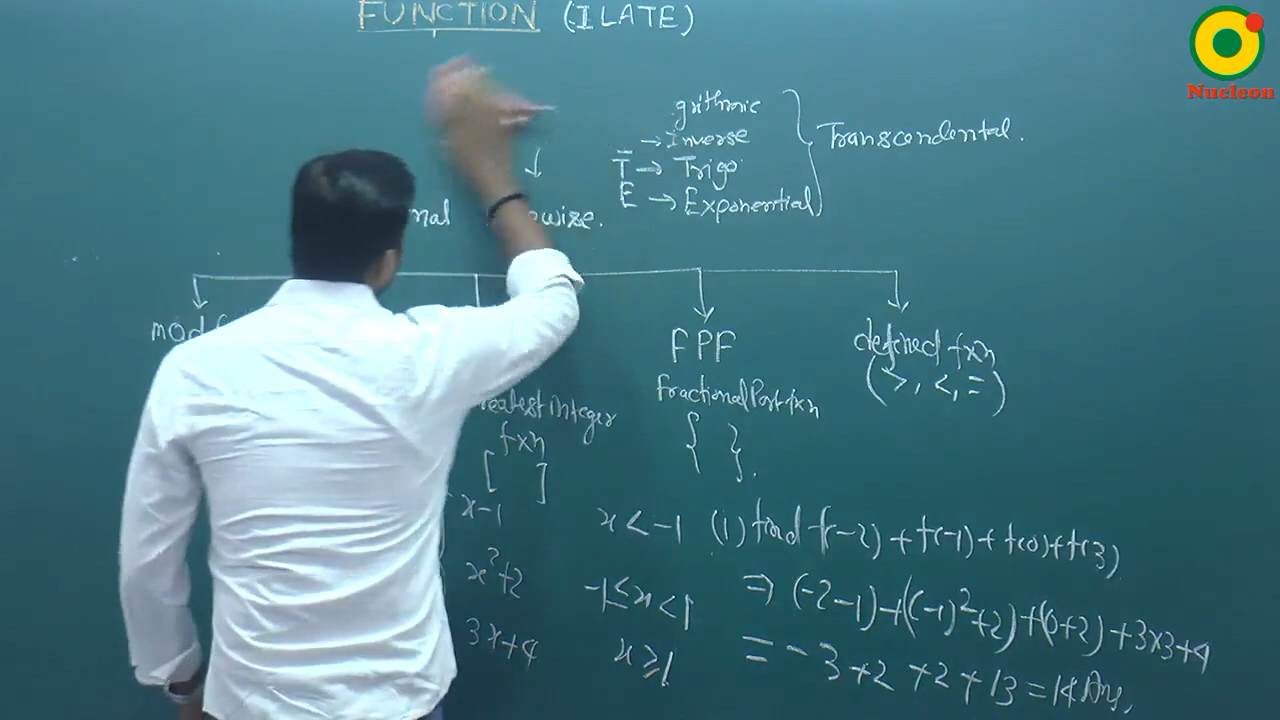 FUNCTION (ILATE)
Nucleon
grithmic
→ Inverse
T → Trigo
E → Exponential
Transcendental.
nal
wize.
mod
FPF
defined fxn
(>, <, =)
reatest integer
fxn
[ ]
fractional Part fxn
{ }.
x-1 x < -1 (1) find f(-2) + f(-1) + f(0) + f(3)
x²+2 -1 ≤ x < 1 ⇒ (-2-1) + ((-1)²+2) + (0+2) + 3×3+4
3x+4 x ≥ 1 = -3 +2 +2 + 13 = 14 Ans,